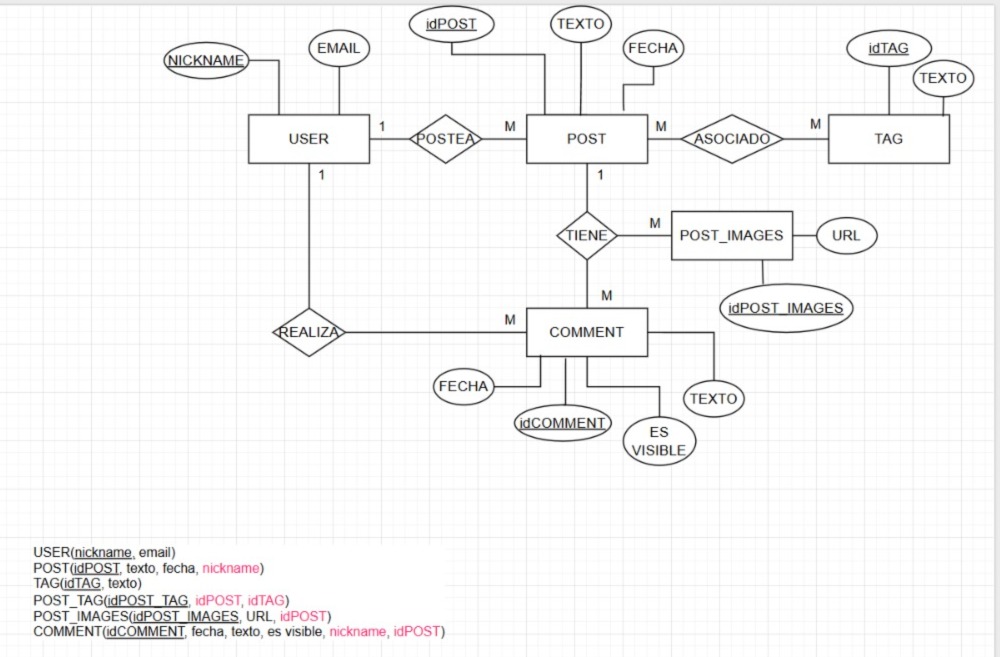 idPOST
TEXTO
NICKNAME
EMAIL
FECHA
idTAG
TEXTO
USER
1
POSTEA
M
POST
M
ASOCIADO
M
TAG
1
1
TIENE
M
POST_IMAGES
URL
idPOST_IMAGES
M
REALIZA
M
COMMENT
FECHA
idCOMMENT
TEXTO
ES
VISIBLE
USER(nickname, email)
POST(idPOST, texto, fecha, nickname)
TAG(idTAG, texto)
POST_TAG(idPOST_TAG, idPOST, idTAG)
POST_IMAGES(idPOST_IMAGES, URL, idPOST)
COMMENT(idCOMMENT, fecha, texto, es visible, nickname, idPOST)